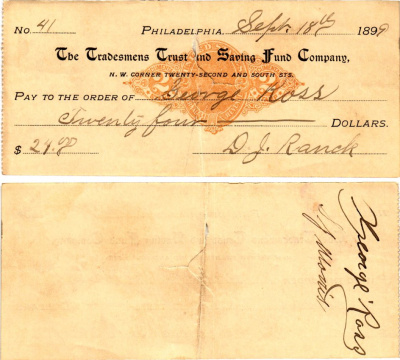 No. 41 Philadelphia, Sept. 18th 1899
The Tradesmens Trust and Saving Fund Company,
N. W. Corner Twenty-Second and South Sts.
Pay to the order of George Ross
Twenty four Dollars.
$ 24.00 D. J. Ranck
George Ross